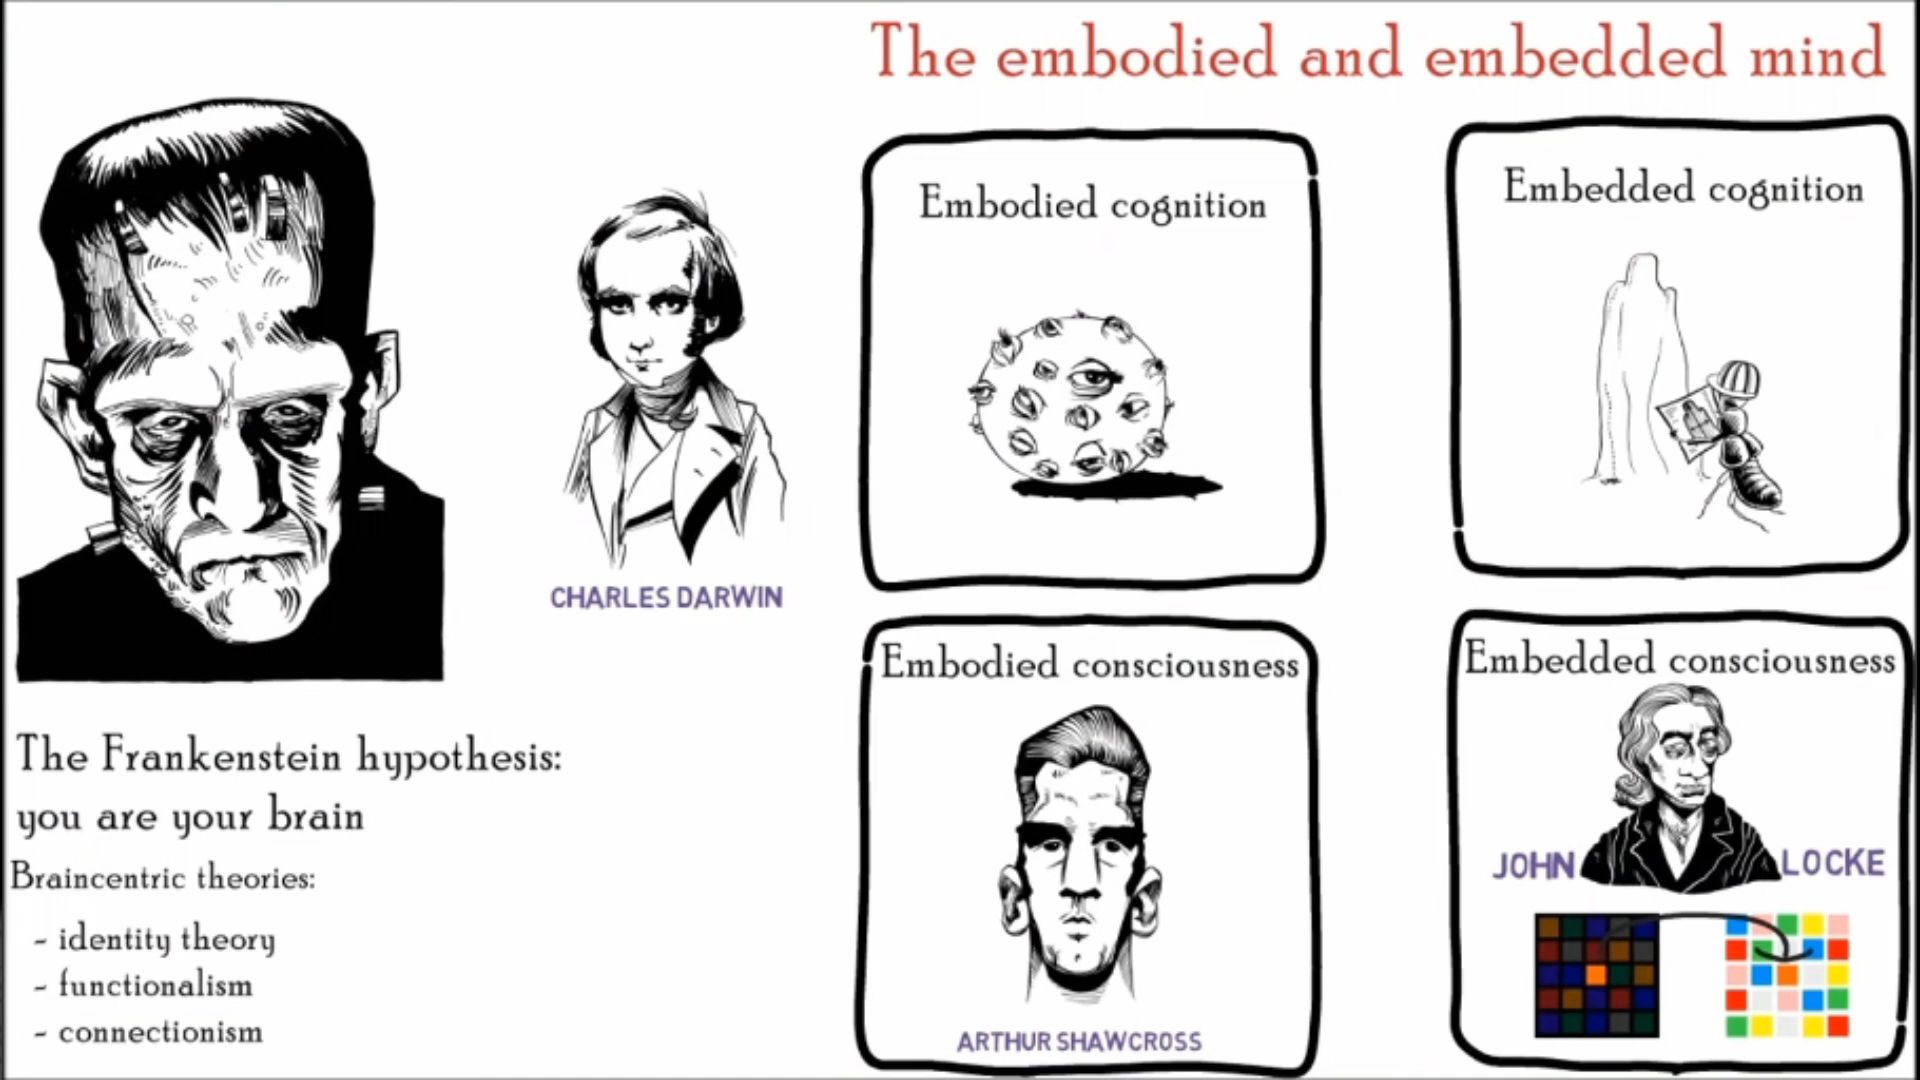 The embodied and embedded mind
CHARLES DARWIN
The Frankenstein hypothesis:
you are your brain
Braincentric theories:
- identity theory
- functionalism
- connectionism
Embodied cognition
Embedded cognition
Embodied consciousness
ARTHUR SHAWCROSS
Embedded consciousness
JOHN LOCKE